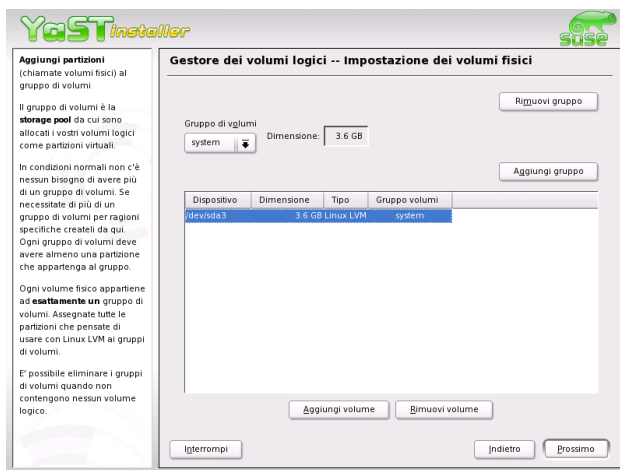 YaST installer
SUSE
Aggiungi partizioni
(chiamate volumi fisici) al
gruppo di volumi
Il gruppo di volumi è la
storage pool da cui sono
allocati i vostri volumi logici
come partizioni virtuali.
In condizioni normali non c'è
nessun bisogno di avere più
di un gruppo di volumi. Se
necessitate di più di un
gruppo di volumi per ragioni
specifiche createli da qui.
Ogni gruppo di volumi deve
avere almeno una partizione
che appartenga al gruppo.
Ogni volume fisico appartiene
ad esattamente un gruppo di
volumi. Assegnate tutte le
partizioni che pensate di
usare con Linux LVM ai gruppi
di volumi.
E' possibile eliminare i gruppi
di volumi quando non
contengono nessun volume
logico.
Gestore dei volumi logici -- Impostazione dei volumi fisici
Rimuovi gruppo
Gruppo di volumi
system
Dimensione: 3.6 GB
Aggiungi gruppo
Dispositivo Dimensione Tipo Gruppo volumi
/dev/sda3 3.6 GB Linux LVM system
Aggiungi volume Rimuovi volume
Interrompi Indietro Prossimo